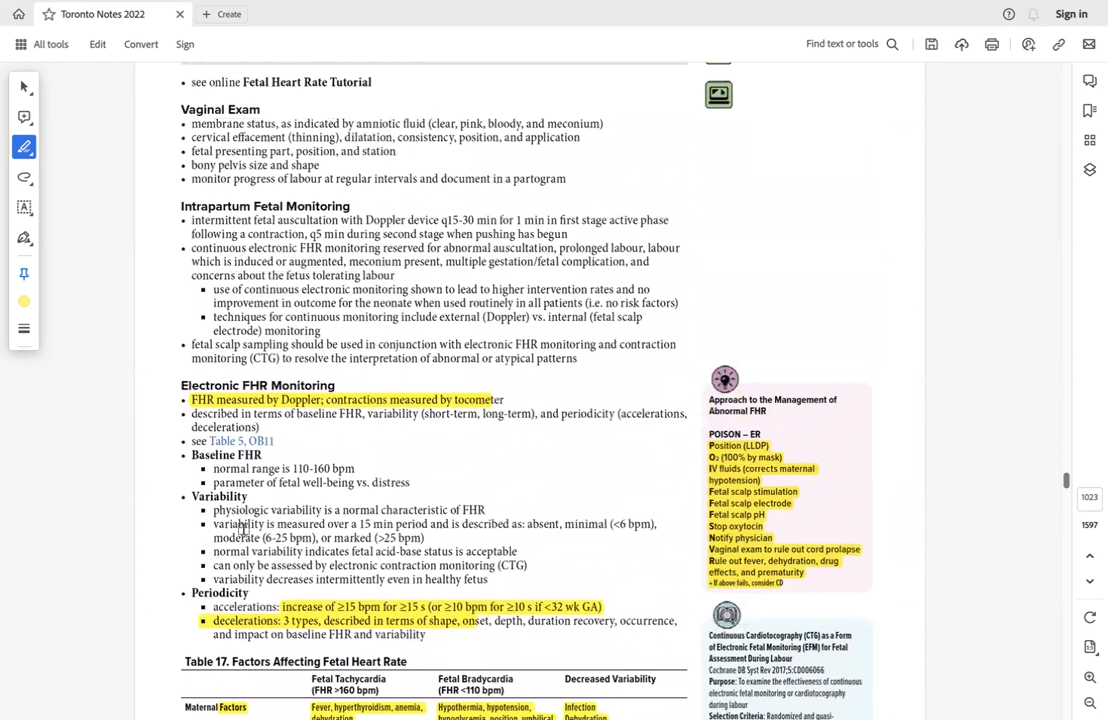 Toronto Notes 2022
Create
Sign in
All tools
Edit
Convert
Sign
Find text or tools
• see online Fetal Heart Rate Tutorial
Vaginal Exam
• membrane status, as indicated by amniotic fluid (clear, pink, bloody, and meconium)
• cervical effacement (thinning), dilatation, consistency, position, and application
• fetal presenting part, position, and station
• bony pelvis size and shape
• monitor progress of labour at regular intervals and document in a partogram
Intrapartum Fetal Monitoring
• intermittent fetal auscultation with Doppler device q15-30 min for 1 min in first stage active phase
following a contraction, q5 min during second stage when pushing has begun
• continuous electronic FHR monitoring reserved for abnormal auscultation, prolonged labour, labour
which is induced or augmented, meconium present, multiple gestation/fetal complication, and
concerns about the fetus tolerating labour
▪ use of continuous electronic monitoring shown to lead to higher intervention rates and no
improvement in outcome for the neonate when used routinely in all patients (i.e. no risk factors)
▪ techniques for continuous monitoring include external (Doppler) vs. internal (fetal scalp
electrode) monitoring
• fetal scalp sampling should be used in conjunction with electronic FHR monitoring and contraction
monitoring (CTG) to resolve the interpretation of abnormal or atypical patterns
Electronic FHR Monitoring
• FHR measured by Doppler; contractions measured by tocometer
• described in terms of baseline FHR, variability (short-term, long-term), and periodicity (accelerations,
decelerations)
• see Table 5, OB11
• Baseline FHR
▪ normal range is 110-160 bpm
▪ parameter of fetal well-being vs. distress
• Variability
▪ physiologic variability is a normal characteristic of FHR
▪ variability is measured over a 15 min period and is described as: absent, minimal (<6 bpm),
moderate (6-25 bpm), or marked (>25 bpm)
▪ normal variability indicates fetal acid-base status is acceptable
▪ can only be assessed by electronic contraction monitoring (CTG)
▪ variability decreases intermittently even in healthy fetus
• Periodicity
▪ accelerations: increase of ≥15 bpm for ≥15 s (or ≥10 bpm for ≥10 s if <32 wk GA)
▪ decelerations: 3 types, described in terms of shape, onset, depth, duration recovery, occurrence,
and impact on baseline FHR and variability
Table 17. Factors Affecting Fetal Heart Rate
Fetal Tachycardia
(FHR >160 bpm)
Fetal Bradycardia
(FHR <110 bpm)
Decreased Variability
Maternal Factors
Fever, hyperthyroidism, anemia,
dehydration
Hypothermia, hypotension,
hypoglycemia, position, umbilical
Infection
Dehydration
Approach to the Management of
Abnormal FHR
POISON – ER
Position (LLDP)
O₂ (100% by mask)
IV fluids (corrects maternal
hypotension)
Fetal scalp stimulation
Fetal scalp electrode
Fetal scalp pH
Stop oxytocin
Notify physician
Vaginal exam to rule out cord prolapse
Rule out fever, dehydration, drug
effects, and prematurity
• If above fails, consider CD
Continuous Cardiotocography (CTG) as a Form
of Electronic Fetal Monitoring (EFM) for Fetal
Assessment During Labour
Cochrane DB Syst Rev 2017;5:CD006066
Purpose: To examine the effectiveness of continuous
electronic fetal monitoring or cardiotocography
during labour
Selection Criteria: Randomized and quasi-
1023
1597